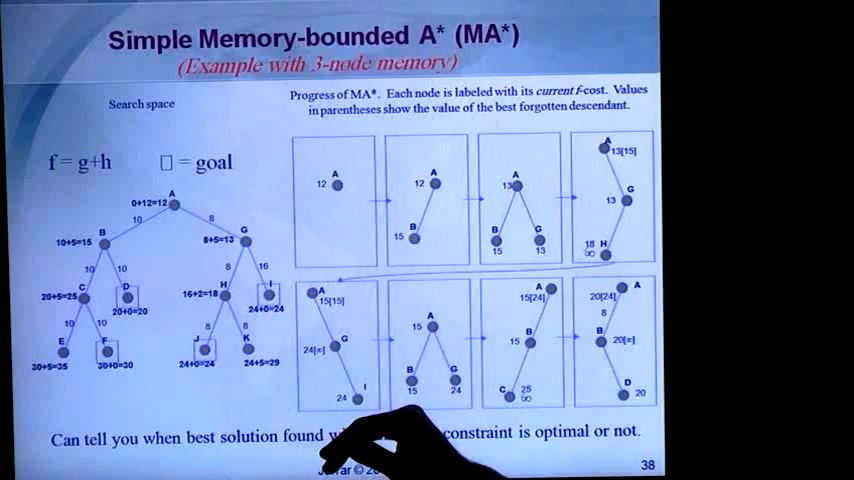 Simple Memory-bounded A* (MA*)
(Example with 3-node memory)
Search space
Progress of MA*. Each node is labeled with its current f-cost. Values
in parentheses show the value of the best forgotten descendant.
f = g+h □ = goal
A
0+12=12
10 8
B G
10+5=15 8+5=13
10 10 8 16
C D H I
20+5=25 20+0=20 16+2=18 24+0=24
10 10 8 8
E F J K
30+5=35 30+0=30 24+0=24 24+5=29
A
12
A
12
B
15
A
13
B G
15 13
A
13[15]
G
13
18 H
∞
A
15[15]
G
24[∞]
I
24
A
15
B G
15 24
A
15[24]
B
15
C 25
∞
A
20[24]
8
B
20[∞]
D
20
Can tell you when best solution found constraint is optimal or not.
38